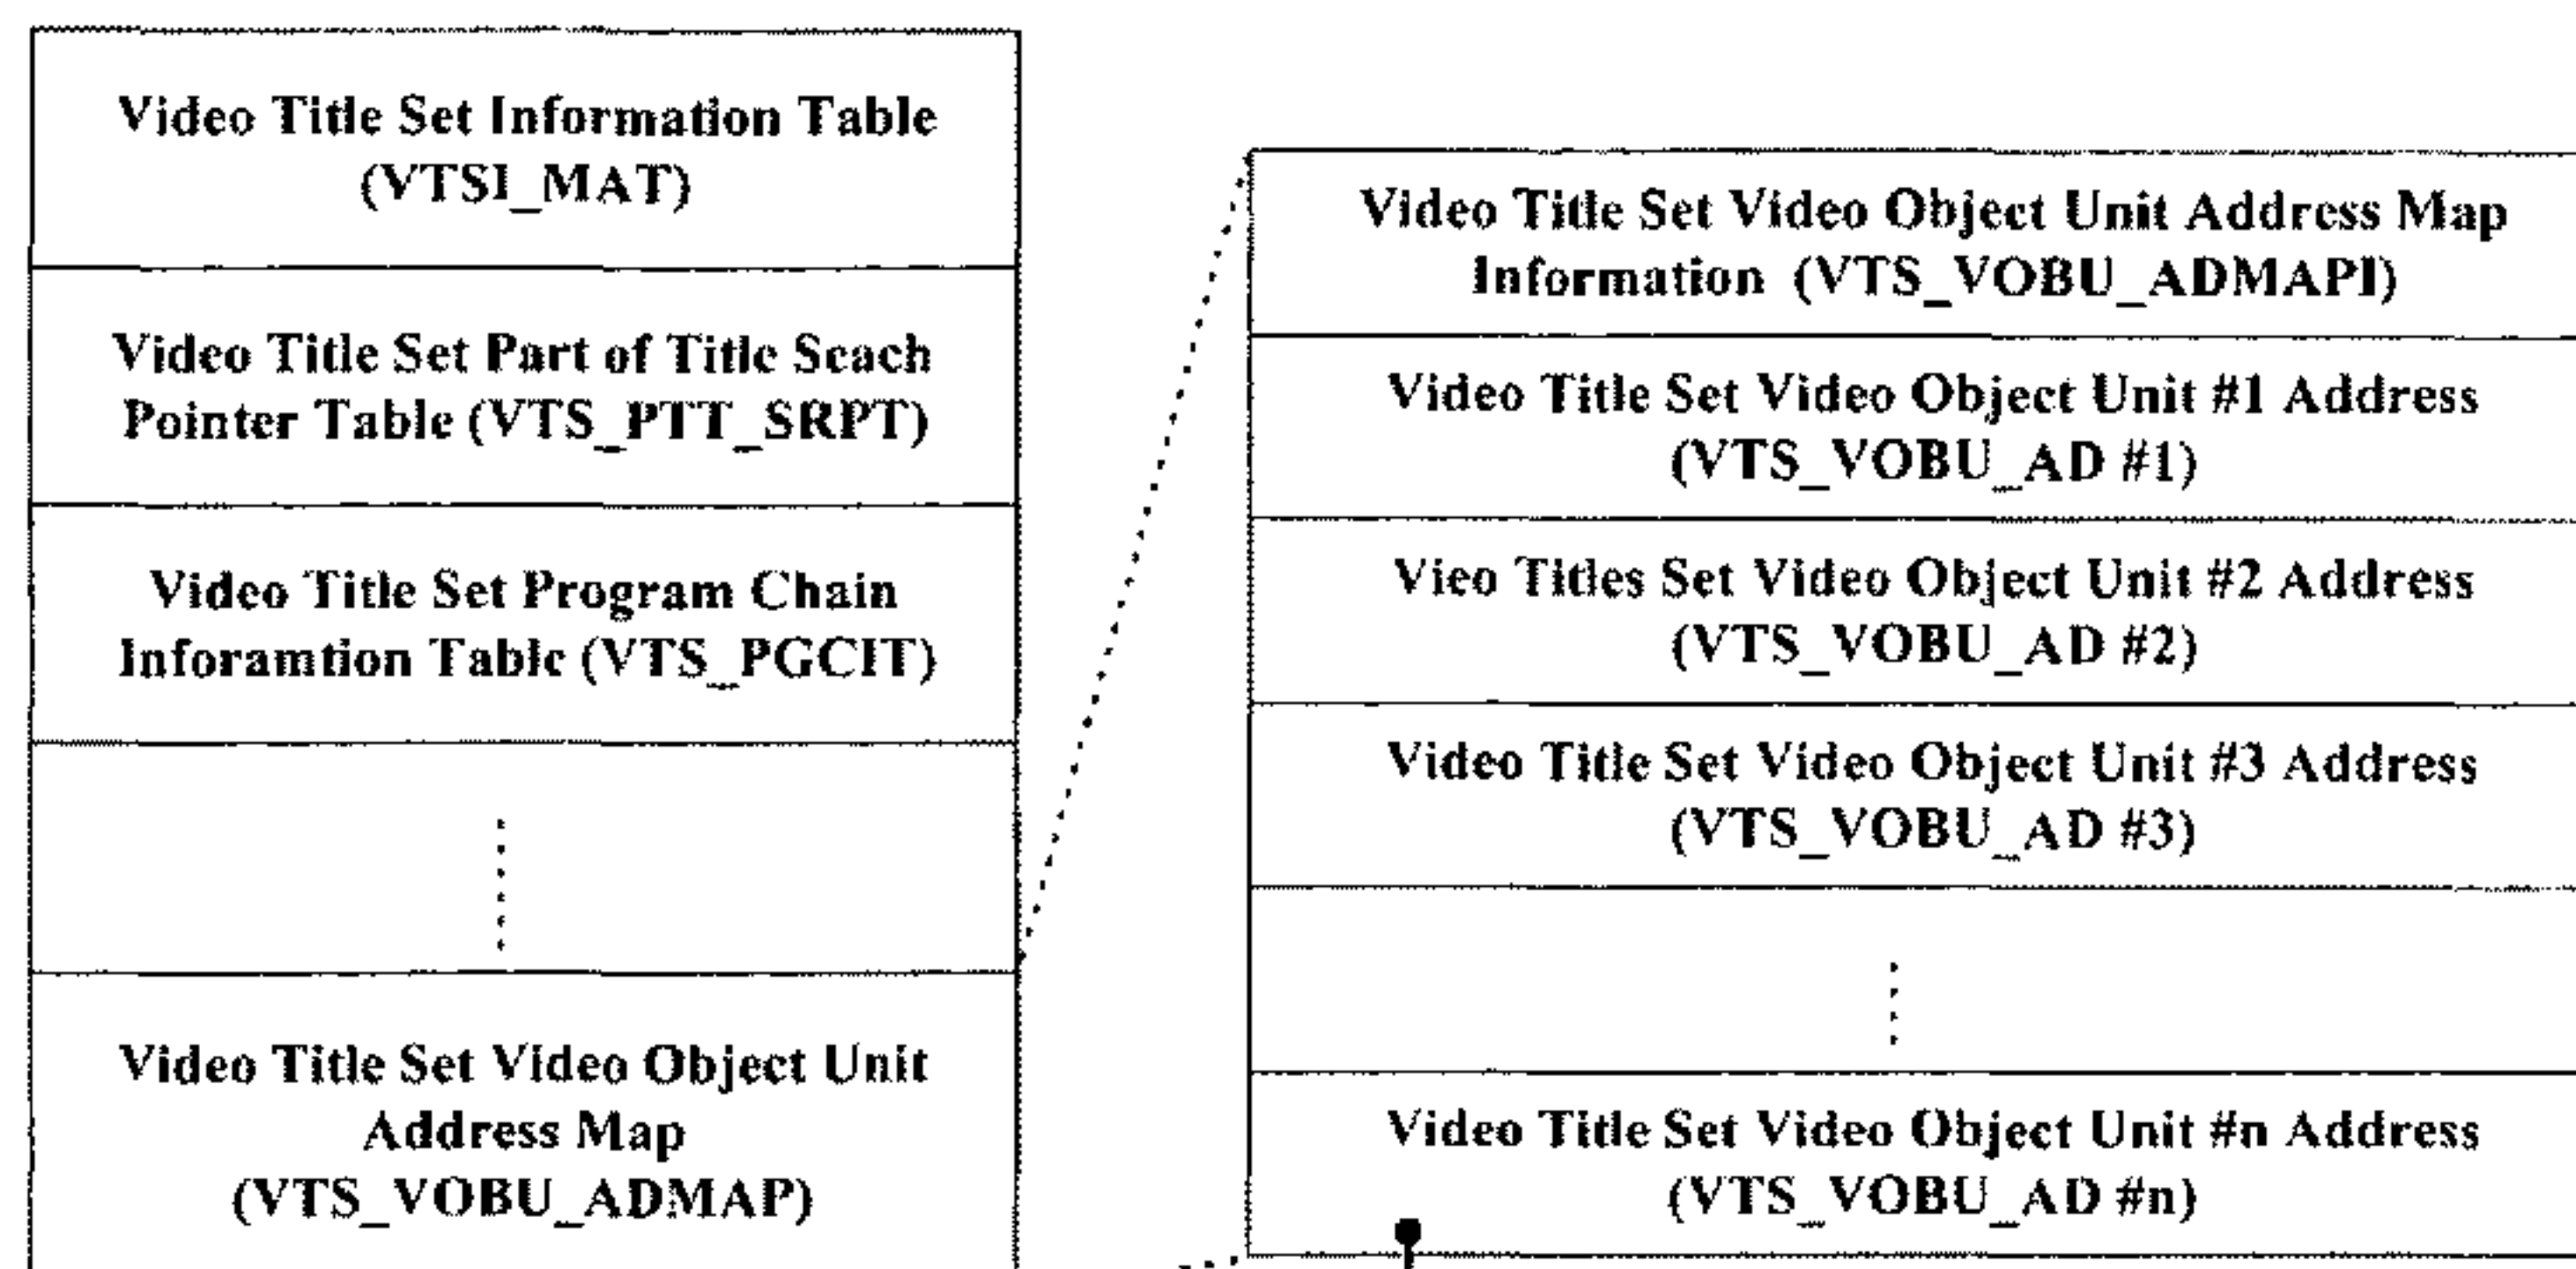 Video Title Set Information Table
(VTSI_MAT)
Video Title Set Part of Title Seach
Pointer Table (VTS_PTT_SRPT)
Video Title Set Program Chain
Inforamtion Table (VTS_PGCIT)
Video Title Set Video Object Unit
Address Map
(VTS_VOBU_ADMAP)
Video Title Set Video Object Unit Address Map
Information (VTS_VOBU_ADMAPI)
Video Title Set Video Object Unit #1 Address
(VTS_VOBU_AD #1)
Vieo Titles Set Video Object Unit #2 Address
(VTS_VOBU_AD #2)
Video Title Set Video Object Unit #3 Address
(VTS_VOBU_AD #3)
Video Title Set Video Object Unit #n Address
(VTS_VOBU_AD #n)